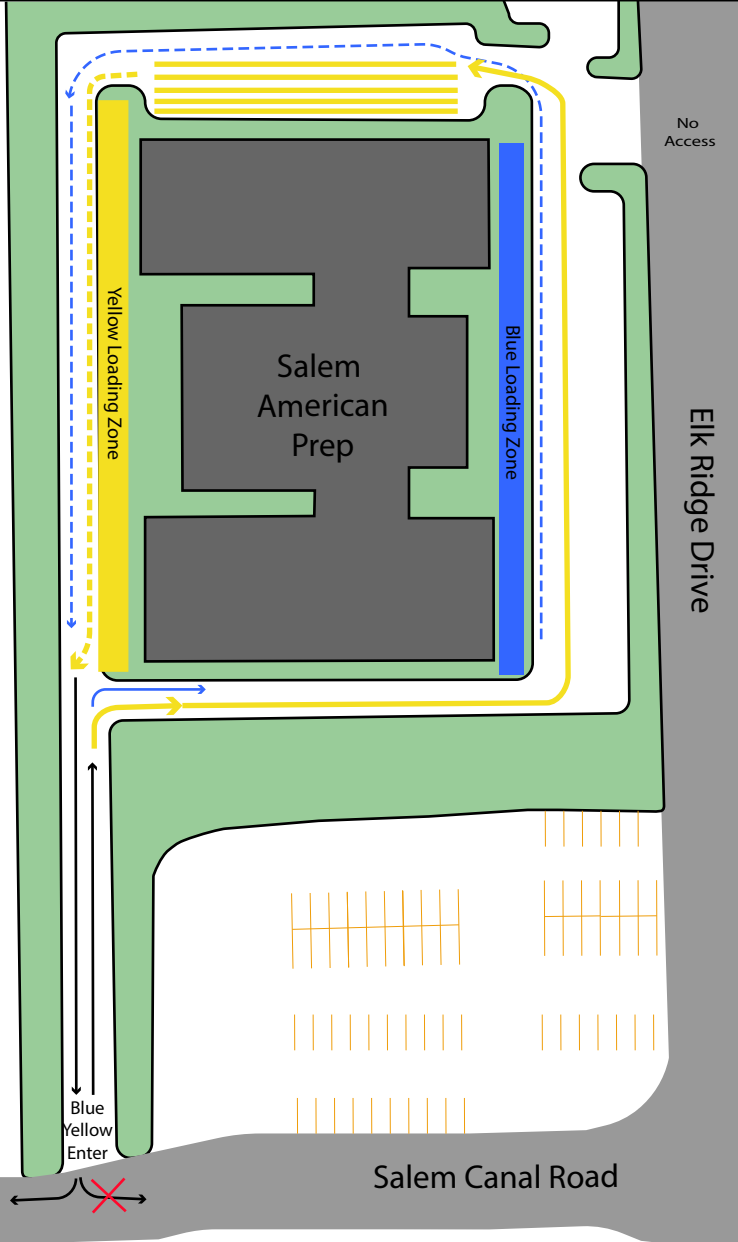 No
Access
Yellow Loading Zone
Blue Loading Zone
Salem
American
Prep
Elk Ridge Drive
Blue
Yellow
Enter
Salem Canal Road